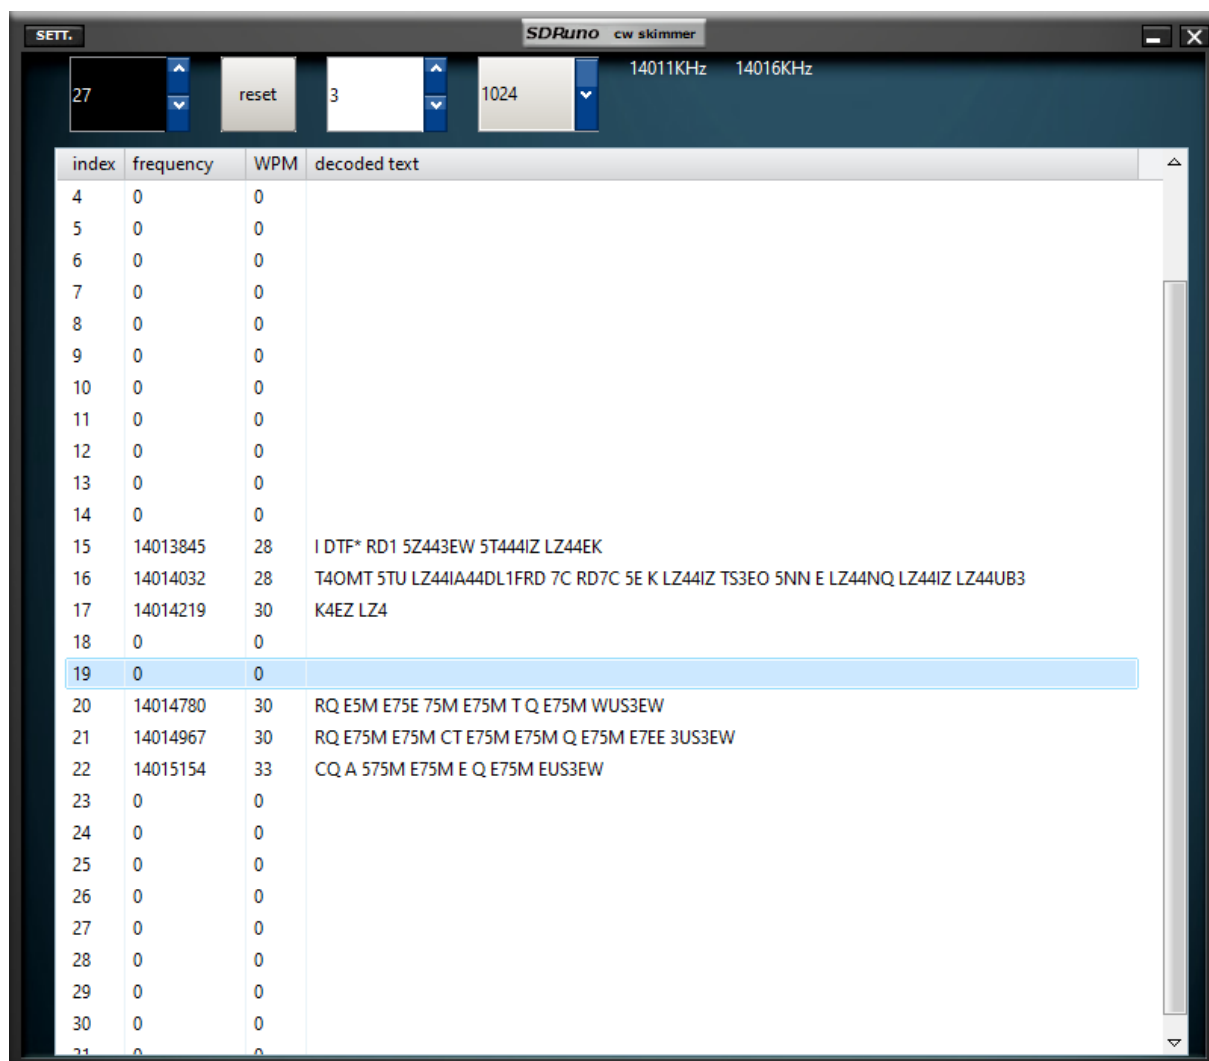 SETT. SDRuno cw skimmer
27 reset 3 1024 14011KHz 14016KHz
index frequency WPM decoded text
4 0 0
5 0 0
6 0 0
7 0 0
8 0 0
9 0 0
10 0 0
11 0 0
12 0 0
13 0 0
14 0 0
15 14013845 28 I DTF* RD1 5Z443EW 5T444IZ LZ44EK
16 14014032 28 T4OMT 5TU LZ44IA44DL1FRD 7C RD7C 5E K LZ44IZ TS3EO 5NN E LZ44NQ LZ44IZ LZ44UB3
17 14014219 30 K4EZ LZ4
18 0 0
19 0 0
20 14014780 30 RQ E5M E75E 75M E75M T Q E75M WUS3EW
21 14014967 30 RQ E75M E75M CT E75M E75M Q E75M E7EE 3US3EW
22 14015154 33 CQ A 575M E75M E Q E75M EUS3EW
23 0 0
24 0 0
25 0 0
26 0 0
27 0 0
28 0 0
29 0 0
30 0 0